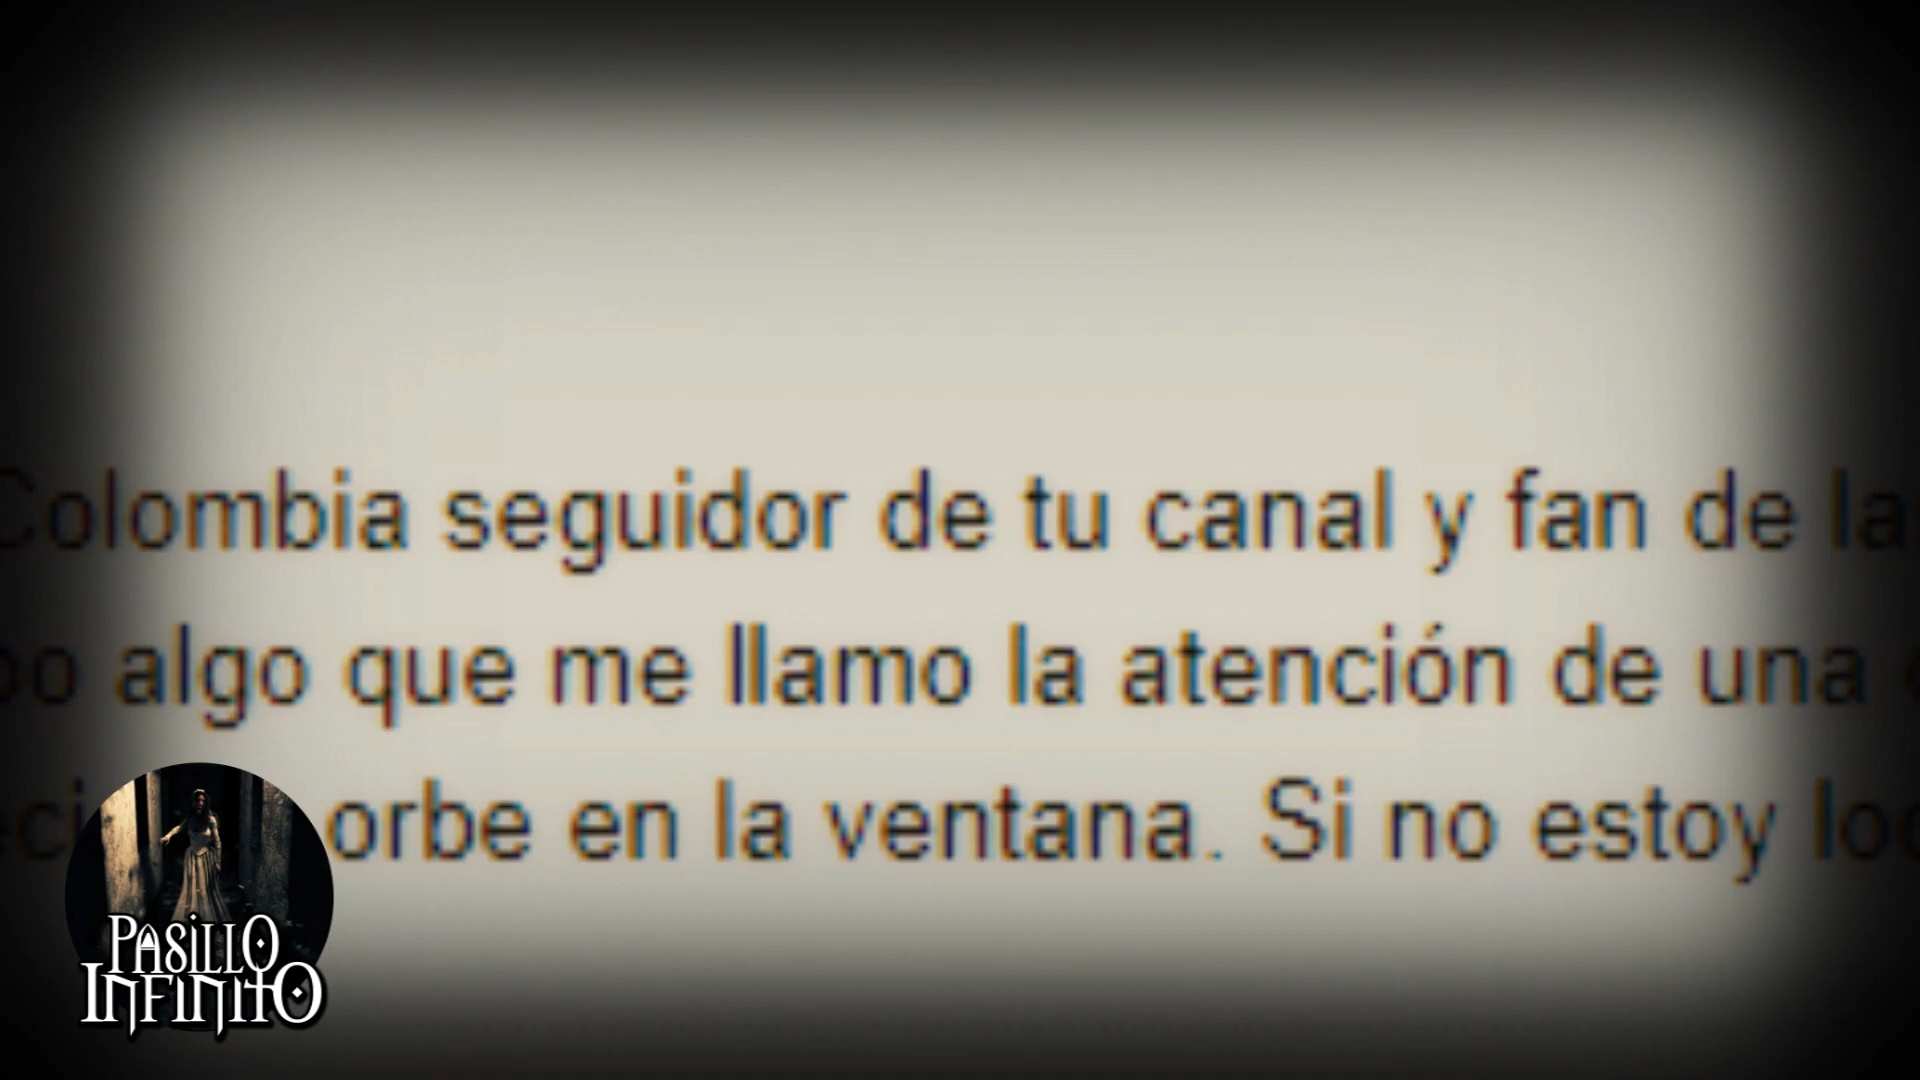 Colombia seguidor de tu canal y fan de
algo que me llamo la atención de una
orbe en la ventana. Si no estoy
PASILLO
INFINITO